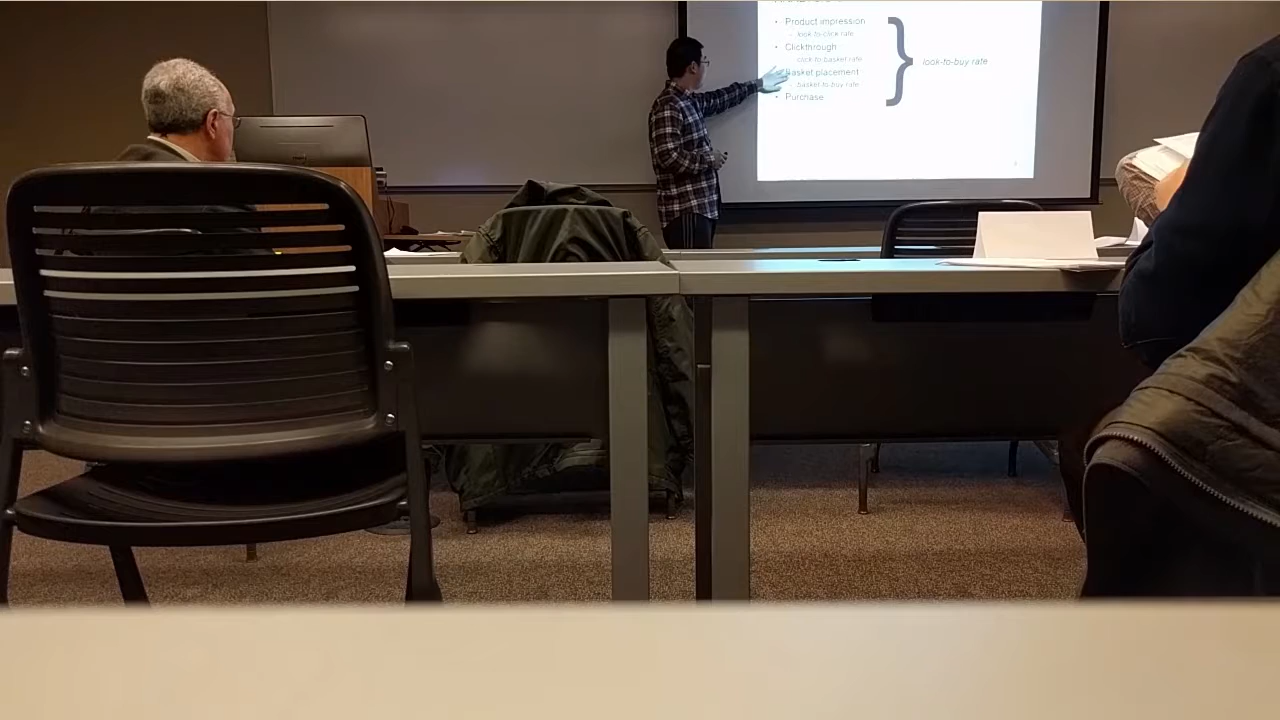 • Product impression
– look-to-click rate
• Clickthrough
click-to-basket rate
Basket placement
– basket-to-buy rate
• Purchase
look-to-buy rate